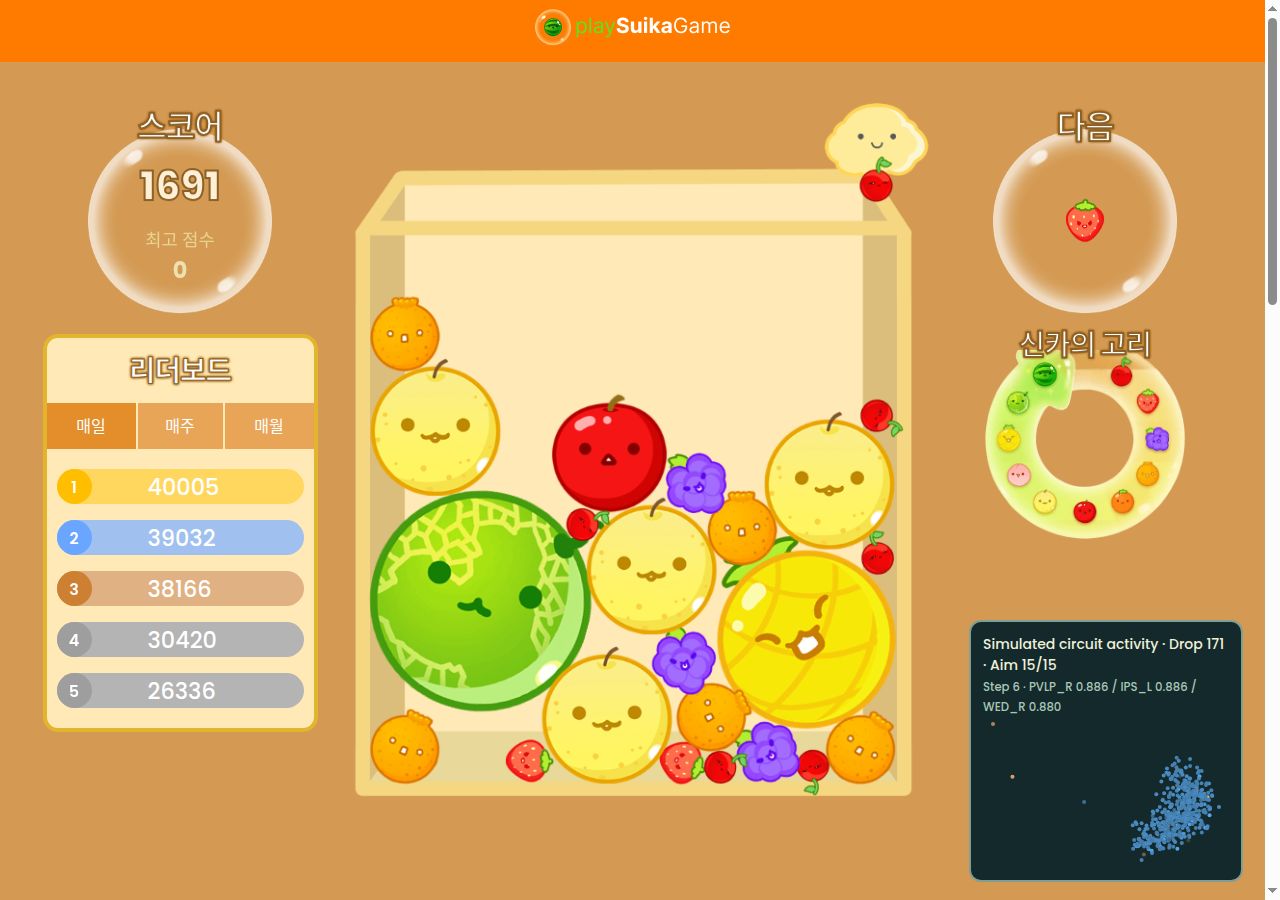 playSuikaGame
스코어
1691
최고 점수
0
다음
리더보드
매일 매주 매월
1 40005
2 39032
3 38166
4 30420
5 26336
신카의 고리
Simulated circuit activity · Drop 171
· Aim 15/15
Step 6 · PVLP_R 0.886 / IPS_L 0.886 /
WED_R 0.880